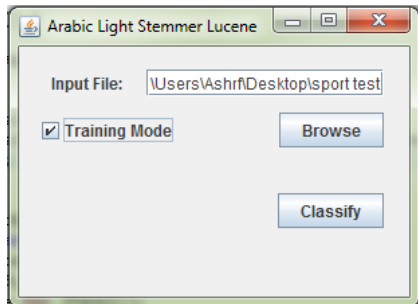 Arabic Light Stemmer Lucene
Input File: \Users\Ashrf\Desktop\sport test
Training Mode Browse
Classify